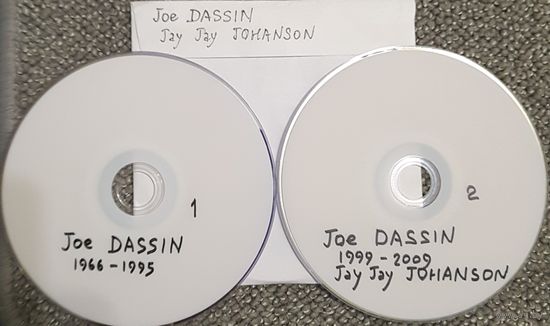 Joe DASSIN
Jay Jay JOHANSON
1
Joe DASSIN
1966-1995
2
Joe DASSIN
1999-2009
Jay Jay JOHANSON